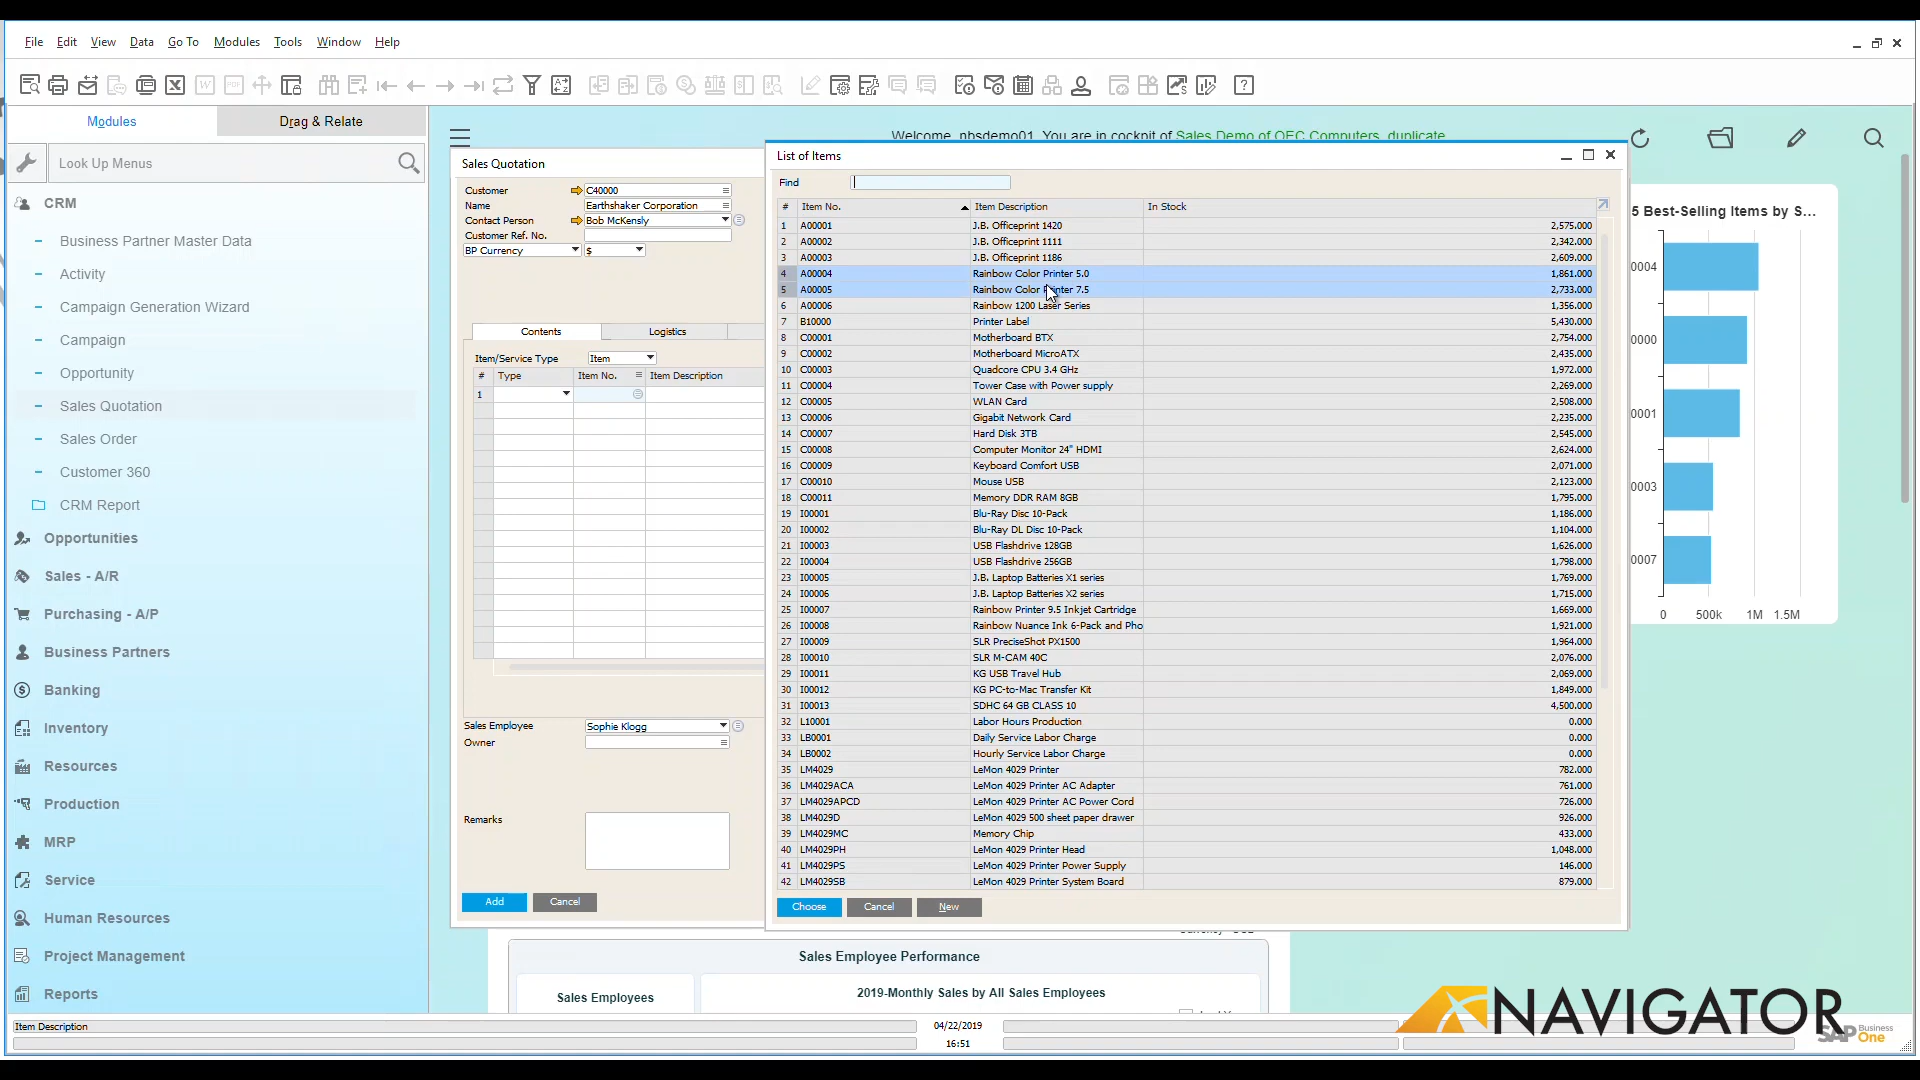 File Edit View Data Go To Modules Tools Window Help
Modules Drag & Relate
Look Up Menus
CRM
Business Partner Master Data
Activity
Campaign Generation Wizard
Campaign
Opportunity
Sales Quotation
Sales Order
Customer 360
CRM Report
Opportunities
Sales - A/R
Purchasing - A/P
Business Partners
Banking
Inventory
Resources
Production
MRP
Service
Human Resources
Project Management
Reports
Welcome, nbsdemo01. You are in cockpit of Sales Demo of OEC Computers_duplicate
Sales Quotation
Customer C40000
Name Earthshaker Corporation
Contact Person Bob McKensly
Customer Ref. No.
BP Currency $
Contents Logistics
Item/Service Type Item
# Type Item No. Item Description
1
Sales Employee Sophie Klogg
Owner
Remarks
Add Cancel
List of Items
Find
# Item No. Item Description In Stock
1 A00001 J.B. Officeprint 1420 2,575.000
2 A00002 J.B. Officeprint 1111 2,342.000
3 A00003 J.B. Officeprint 1186 2,609.000
4 A00004 Rainbow Color Printer 5.0 1,861.000
5 A00005 Rainbow Color Printer 7.5 2,733.000
6 A00006 Rainbow 1200 Laser Series 1,356.000
7 B10000 Printer Label 5,430.000
8 C00001 Motherboard BTX 2,754.000
9 C00002 Motherboard MicroATX 2,435.000
10 C00003 Quadcore CPU 3.4 GHz 1,972.000
11 C00004 Tower Case with Power supply 2,269.000
12 C00005 WLAN Card 2,508.000
13 C00006 Gigabit Network Card 2,235.000
14 C00007 Hard Disk 3TB 2,545.000
15 C00008 Computer Monitor 24" HDMI 2,624.000
16 C00009 Keyboard Comfort USB 2,071.000
17 C00010 Mouse USB 2,123.000
18 C00011 Memory DDR RAM 8GB 1,795.000
19 I00001 Blu-Ray Disc 10-Pack 1,186.000
20 I00002 Blu-Ray DL Disc 10-Pack 1,104.000
21 I00003 USB Flashdrive 128GB 1,626.000
22 I00004 USB Flashdrive 256GB 1,798.000
23 I00005 J.B. Laptop Batteries X1 series 1,769.000
24 I00006 J.B. Laptop Batteries X2 series 1,715.000
25 I00007 Rainbow Printer 9.5 Inkjet Cartridge 1,669.000
26 I00008 Rainbow Nuance Ink 6-Pack and Pho 1,921.000
27 I00009 SLR PreciseShot PX1500 1,964.000
28 I00010 SLR M-CAM 40C 2,076.000
29 I00011 KG USB Travel Hub 2,069.000
30 I00012 KG PC-to-Mac Transfer Kit 1,849.000
31 I00013 SDHC 64 GB CLASS 10 4,500.000
32 L10001 Labor Hours Production 0.000
33 LB0001 Daily Service Labor Charge 0.000
34 LB0002 Hourly Service Labor Charge 0.000
35 LM4029 LeMon 4029 Printer 782.000
36 LM4029ACA LeMon 4029 Printer AC Adapter 761.000
37 LM4029APCD LeMon 4029 Printer AC Power Cord 726.000
38 LM4029D LeMon 4029 500 sheet paper drawer 926.000
39 LM4029MC Memory Chip 433.000
40 LM4029PH LeMon 4029 Printer Head 1,048.000
41 LM4029PS LeMon 4029 Printer Power Supply 146.000
42 LM4029SB LeMon 4029 Printer System Board 879.000
Choose Cancel New
5 Best-Selling Items by S...
0004
0000
0001
0003
0007
0 500k 1M 1.5M
Sales Employee Performance
Sales Employees
2019-Monthly Sales by All Sales Employees
NAVIGATOR
SAP Business One
Item Description
04/22/2019
16:51